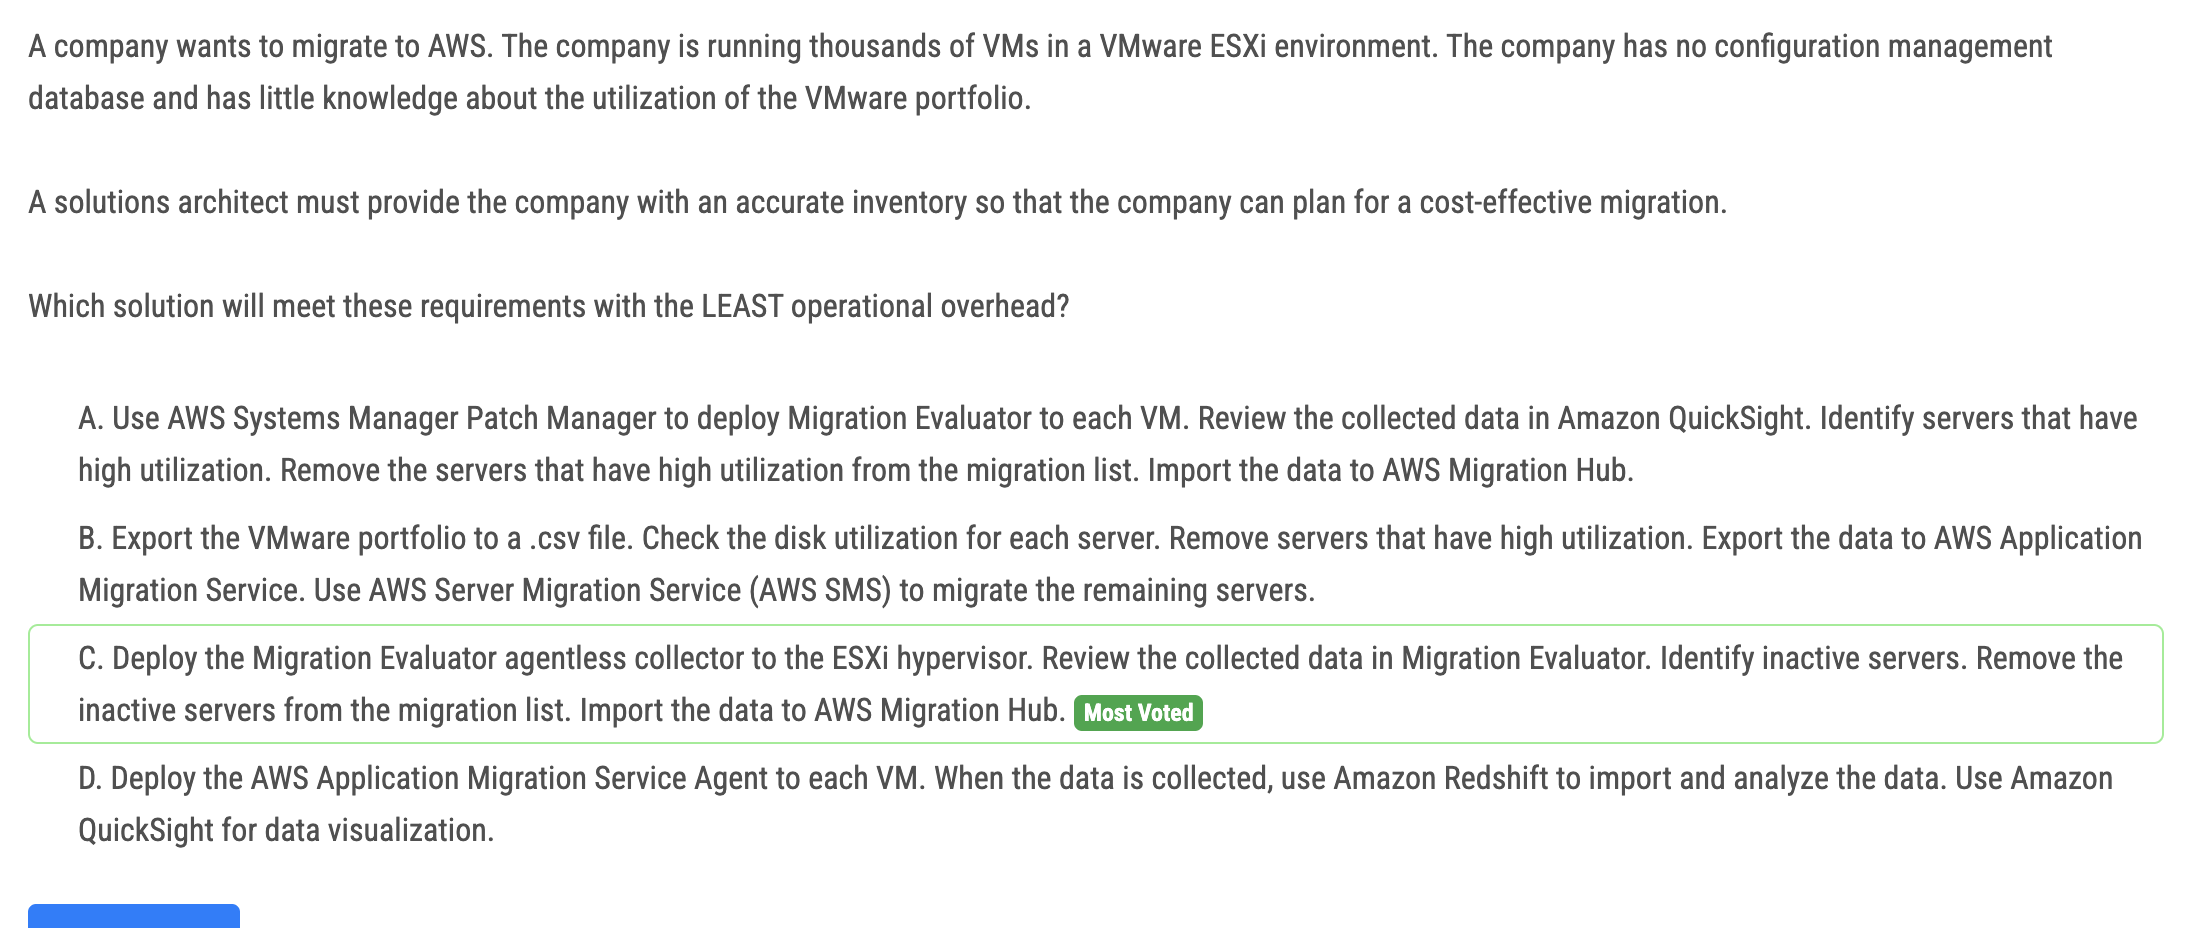 A company wants to migrate to AWS. The company is running thousands of VMs in a VMware ESXi environment. The company has no configuration management
database and has little knowledge about the utilization of the VMware portfolio.
A solutions architect must provide the company with an accurate inventory so that the company can plan for a cost-effective migration.
Which solution will meet these requirements with the LEAST operational overhead?
A. Use AWS Systems Manager Patch Manager to deploy Migration Evaluator to each VM. Review the collected data in Amazon QuickSight. Identify servers that have
high utilization. Remove the servers that have high utilization from the migration list. Import the data to AWS Migration Hub.
B. Export the VMware portfolio to a .csv file. Check the disk utilization for each server. Remove servers that have high utilization. Export the data to AWS Application
Migration Service. Use AWS Server Migration Service (AWS SMS) to migrate the remaining servers.
C. Deploy the Migration Evaluator agentless collector to the ESXi hypervisor. Review the collected data in Migration Evaluator. Identify inactive servers. Remove the
inactive servers from the migration list. Import the data to AWS Migration Hub. Most Voted
D. Deploy the AWS Application Migration Service Agent to each VM. When the data is collected, use Amazon Redshift to import and analyze the data. Use Amazon
QuickSight for data visualization.